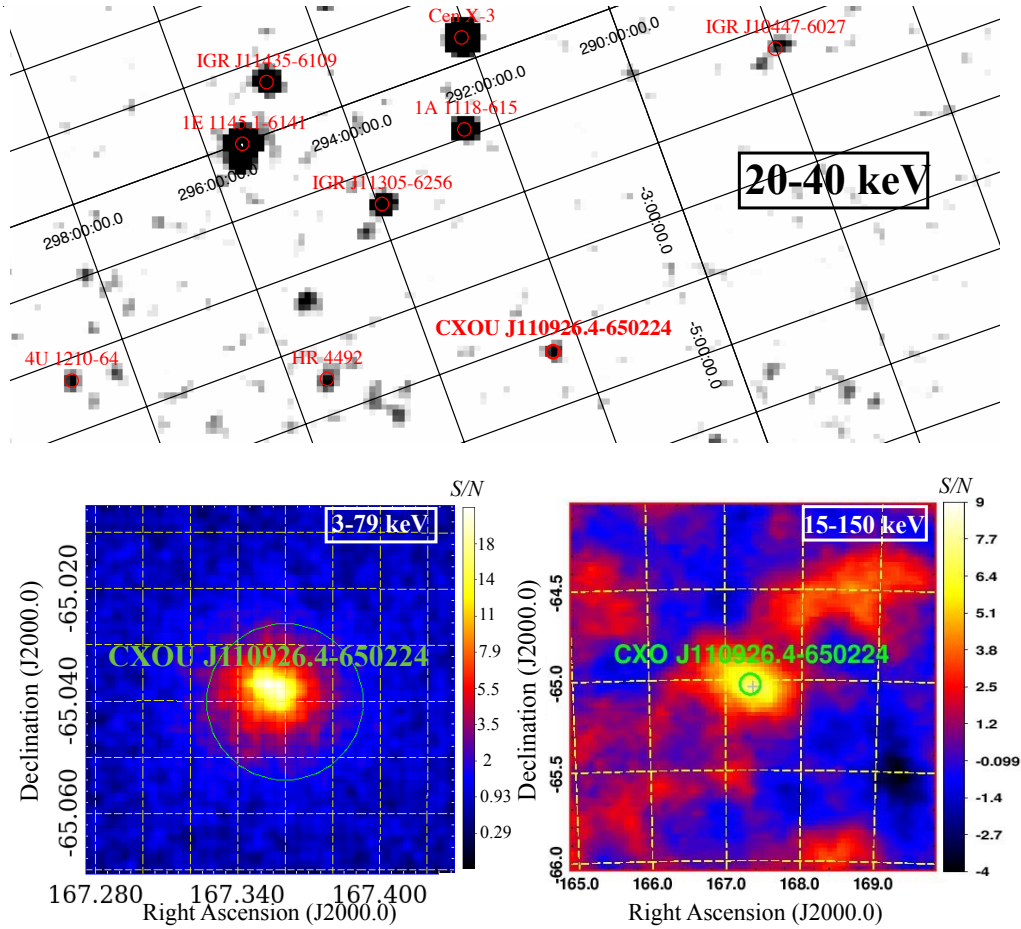 Cen X-3
IGR J10447-6027
IGR J11435-6109
290:00:00.0
292:00:00.0
1A 1118-615
1E 1145.1-6141
294:00:00.0
20-40 keV
296:00:00.0
IGR J11305-6256
-3:00:00.0
298:00:00.0
CXOU J110926.4-650224
-5:00:00.0
4U 1210-64
HR 4492
S/N
3-79 keV
18
14
11
7.9
5.5
3.5
2
0.93
0.29
-65.020
-65.040
-65.060
Declination (J2000.0)
CXOU J110926.4-650224
167.280
167.340
167.400
Right Ascension (J2000.0)
S/N
15-150 keV
9
7.7
6.4
5.1
3.8
2.5
1.2
-0.099
-1.4
-2.7
-4
-64.5
-65.0
-65.5
-66.0
Declination (J2000.0)
CXO J110926.4-650224
165.0
166.0
167.0
168.0
169.0
Right Ascension (J2000.0)